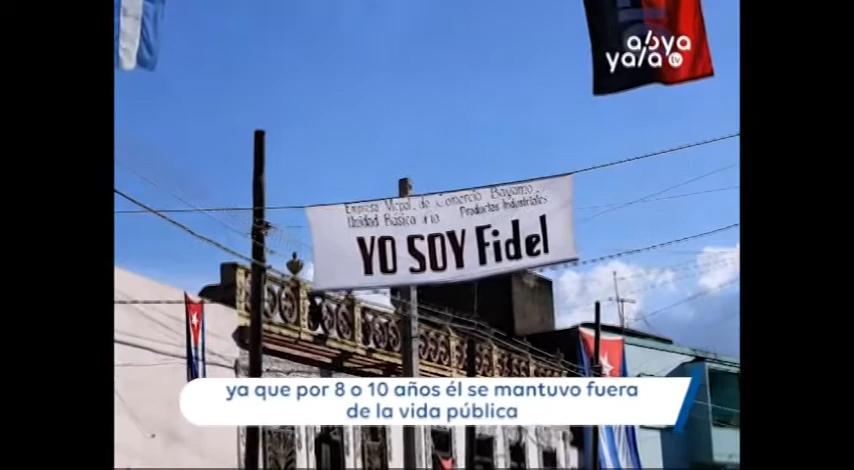 abya
yala tv
Empresa Mcpal. de Comercio Bayamo.
Unidad Básica
Productos Industriales
YO SOY Fidel
ya que por 8 o 10 años él se mantuvo fuera
de la vida pública